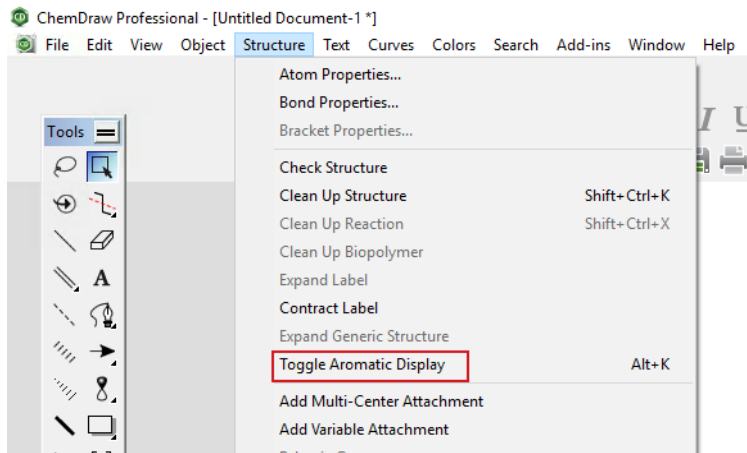 ChemDraw Professional - [Untitled Document-1 *]
File Edit View Object Structure Text Curves Colors Search Add-ins Window Help
Atom Properties...
Bond Properties...
Bracket Properties...
I U
Tools
Check Structure
Clean Up Structure Shift+Ctrl+K
Clean Up Reaction Shift+Ctrl+X
Clean Up Biopolymer
Expand Label
A
Contract Label
Expand Generic Structure
Toggle Aromatic Display Alt+K
Add Multi-Center Attachment
Add Variable Attachment